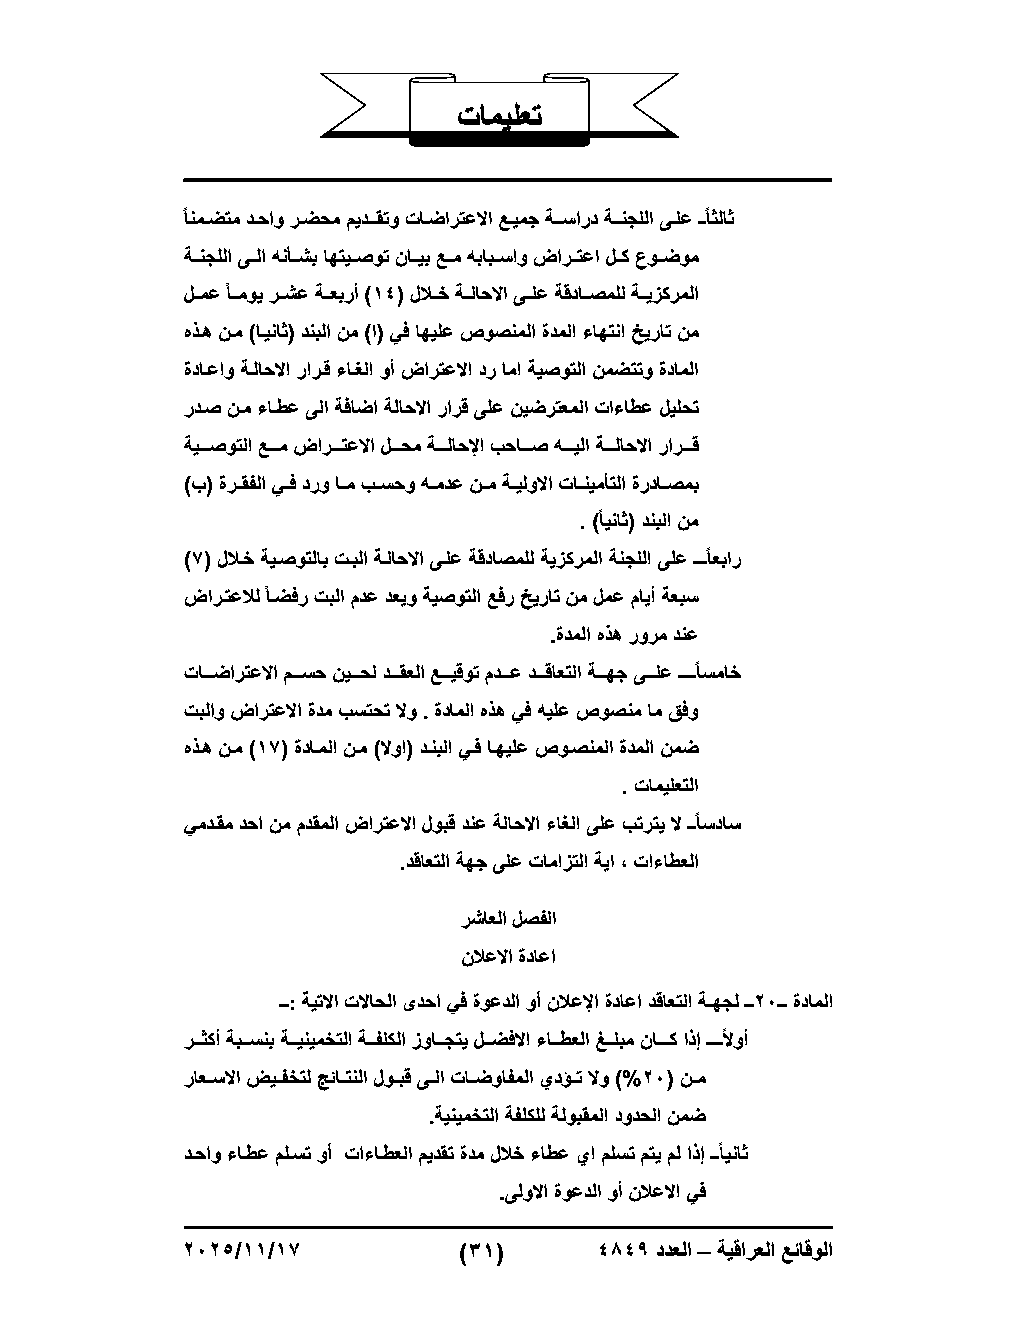 تعليمات
ثالثاًـ على اللجنة دراسة جميع الاعتراضات وتقديم محضر واحد متضمناً
موضوع كل اعتراض واسبابه مع بيان توصيتها بشأنه الى اللجنة
المركزية للمصادقة على الاحالة خلال (١٤) أربعة عشر يوماً عمل
من تاريخ انتهاء المدة المنصوص عليها في (ا) من البند (ثانيا) من هذه
المادة وتتضمن التوصية اما رد الاعتراض أو الغاء قرار الاحالة واعادة
تحليل عطاءات المعترضين على قرار الاحالة اضافة الى عطاء من صدر
قرار الاحالة اليه صاحب الإحالة محل الاعتراض مع التوصية
بمصادرة التأمينات الاولية من عدمه وحسب ما ورد في الفقرة (ب)
من البند (ثانياً) .
رابعاًـ على اللجنة المركزية للمصادقة على الاحالة البت بالتوصية خلال (٧)
سبعة أيام عمل من تاريخ رفع التوصية ويعد عدم البت رفضاً للاعتراض
عند مرور هذه المدة.
خامساًـ على جهة التعاقد عدم توقيع العقد لحين حسم الاعتراضات
وفق ما منصوص عليه في هذه المادة . ولا تحتسب مدة الاعتراض والبت
ضمن المدة المنصوص عليها في البند (اولا) من المادة (١٧) من هذه
التعليمات .
سادساًـ لا يترتب على الغاء الاحالة عند قبول الاعتراض المقدم من احد مقدمي
العطاءات ، اية التزامات على جهة التعاقد.
الفصل العاشر
اعادة الاعلان
المادة ـ٢٠ـ لجهة التعاقد اعادة الإعلان أو الدعوة في احدى الحالات الاتية :ـ
أولاًـ إذا كان مبلغ العطاء الافضل يتجاوز الكلفة التخمينية بنسبة أكثر
من (٢٠%) ولا تؤدي المفاوضات الى قبول النتائج لتخفيض الاسعار
ضمن الحدود المقبولة للكلفة التخمينية.
ثانياًـ إذا لم يتم تسلم اي عطاء خلال مدة تقديم العطاءات أو تسلم عطاء واحد
في الاعلان أو الدعوة الاولى.
الوقائع العراقية – العدد ٤٨٤٩ (٣١) ٢٠٢٥/١١/١٧